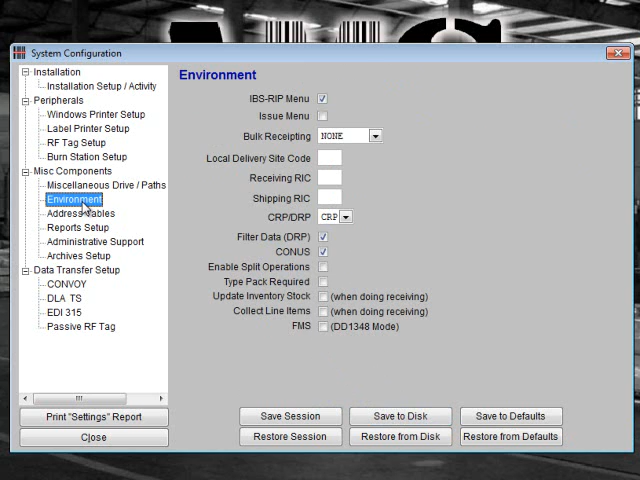 System Configuration
Installation
Installation Setup / Activity
Peripherals
Windows Printer Setup
Label Printer Setup
RF Tag Setup
Burn Station Setup
Misc Components
Miscellaneous Drive / Paths
Environment
Address Tables
Reports Setup
Administrative Support
Archives Setup
Data Transfer Setup
CONVOY
DLA TS
EDI 315
Passive RF Tag
Print "Settings" Report
Close
Environment
IBS-RIP Menu
Issue Menu
Bulk Receipting NONE
Local Delivery Site Code
Receiving RIC
Shipping RIC
CRP/DRP CRP
Filter Data (DRP)
CONUS
Enable Split Operations
Type Pack Required
Update Inventory Stock (when doing receiving)
Collect Line Items (when doing receiving)
FMS (DD1348 Mode)
Save Session Save to Disk Save to Defaults
Restore Session Restore from Disk Restore from Defaults